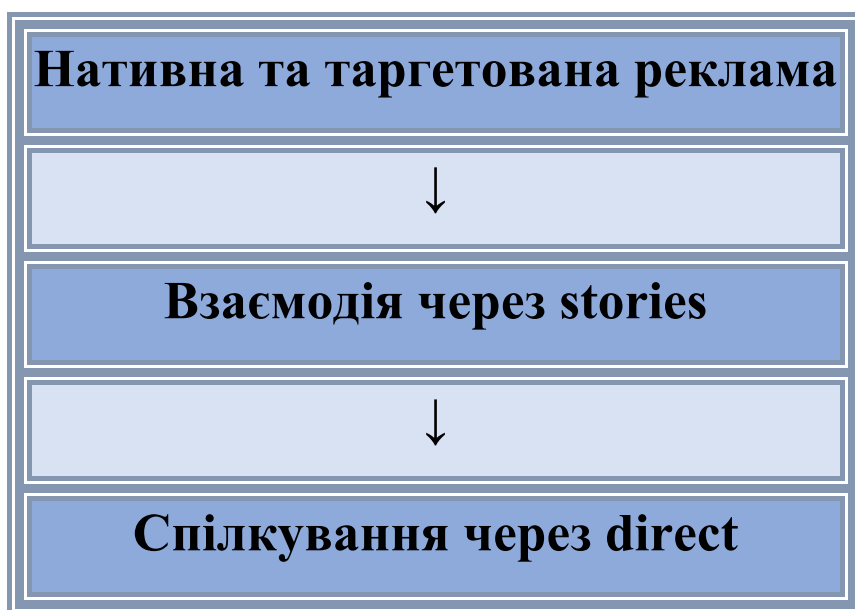 Нативна та таргетована реклама
↓
Взаємодія через stories
↓
Спілкування через direct